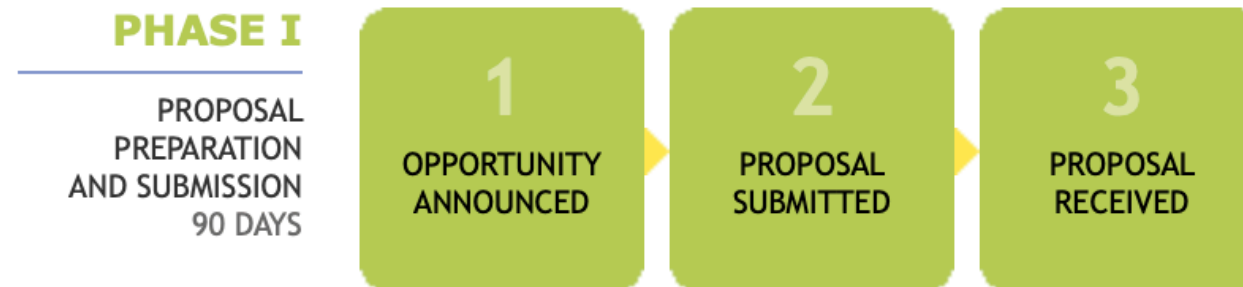 PHASE I
PROPOSAL
PREPARATION
AND SUBMISSION
90 DAYS
1
OPPORTUNITY
ANNOUNCED
2
PROPOSAL
SUBMITTED
3
PROPOSAL
RECEIVED